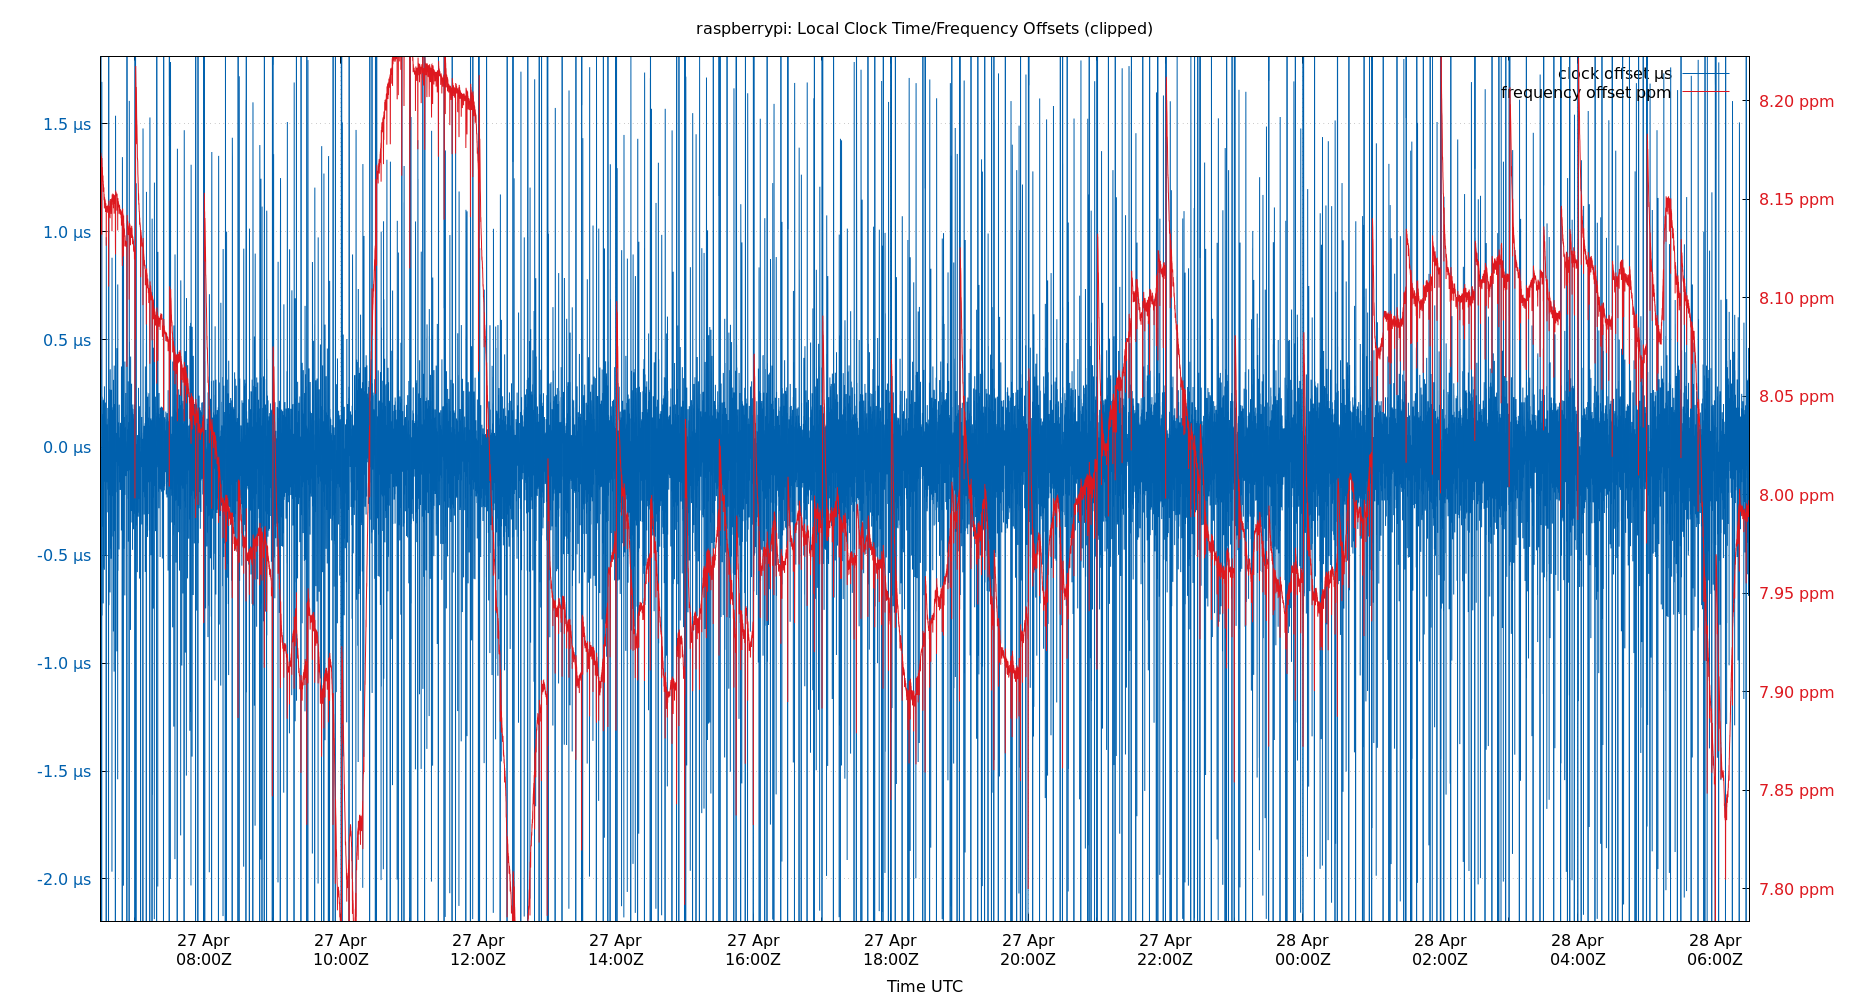 raspberrypi: Local Clock Time/Frequency Offsets (clipped)
clock offset µs
frequency offset ppm
1.5 µs
1.0 µs
0.5 µs
0.0 µs
-0.5 µs
-1.0 µs
-1.5 µs
-2.0 µs
8.20 ppm
8.15 ppm
8.10 ppm
8.05 ppm
8.00 ppm
7.95 ppm
7.90 ppm
7.85 ppm
7.80 ppm
27 Apr 27 Apr 27 Apr 27 Apr 27 Apr 27 Apr 27 Apr 27 Apr 28 Apr 28 Apr 28 Apr 28 Apr
08:00Z 10:00Z 12:00Z 14:00Z 16:00Z 18:00Z 20:00Z 22:00Z 00:00Z 02:00Z 04:00Z 06:00Z
Time UTC